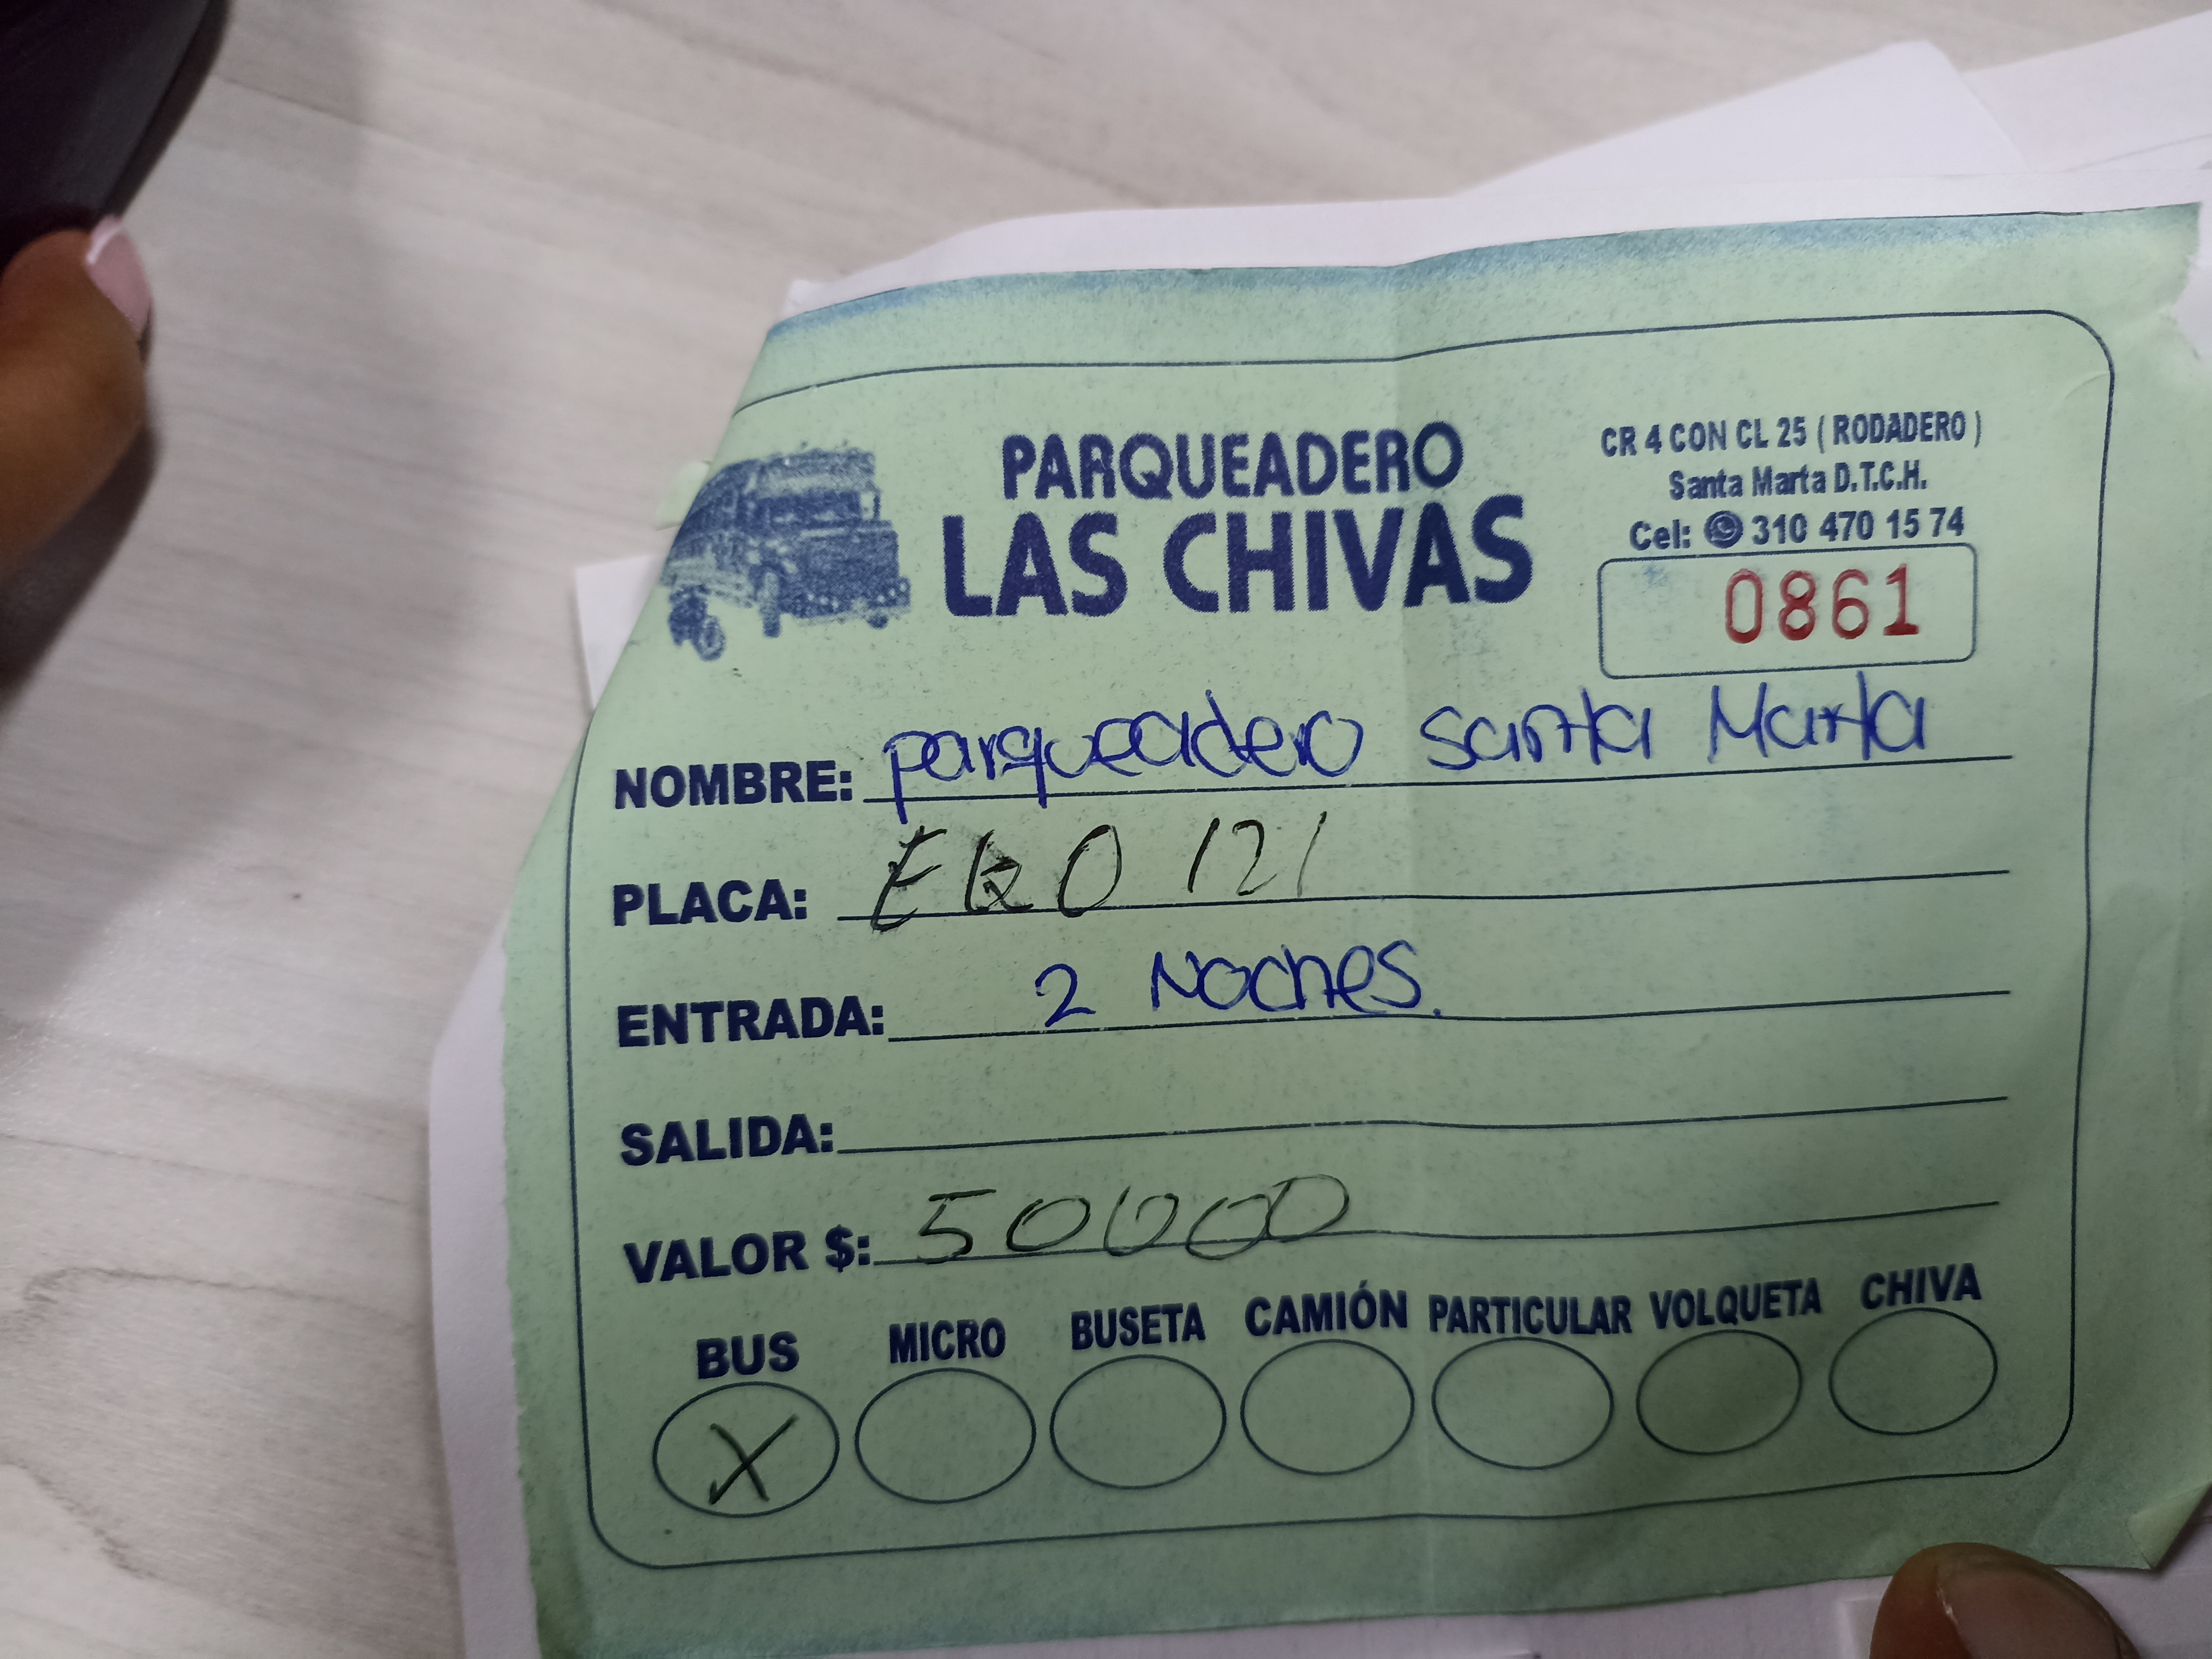 PARQUEADERO
LAS CHIVAS
CR 4 CON CL 25 ( RODADERO )
Santa Marta D.T.C.H.
Cel: 310 470 15 74
0861
NOMBRE: parqueadero Santa Marta
PLACA: 121
ENTRADA: 2 Noches.
SALIDA:
VALOR $: 50000
BUS MICRO BUSETA CAMIÓN PARTICULAR VOLQUETA CHIVA
X